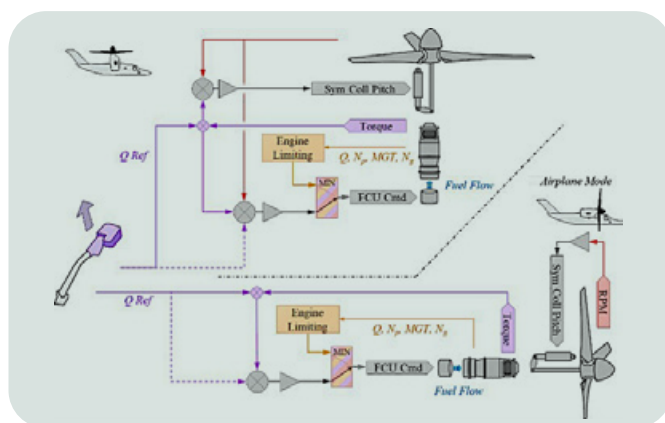 Sym Coll Pitch
Torque
Q Ref
Engine
Limiting
Q, Np, MGT, Ng
MIN
FCU Cmd
Fuel Flow
Airplane Mode
Sym Coll Pitch
RPM
Q Ref
Torque
Engine
Limiting
Q, Np, MGT, Ng
MIN
FCU Cmd
Fuel Flow